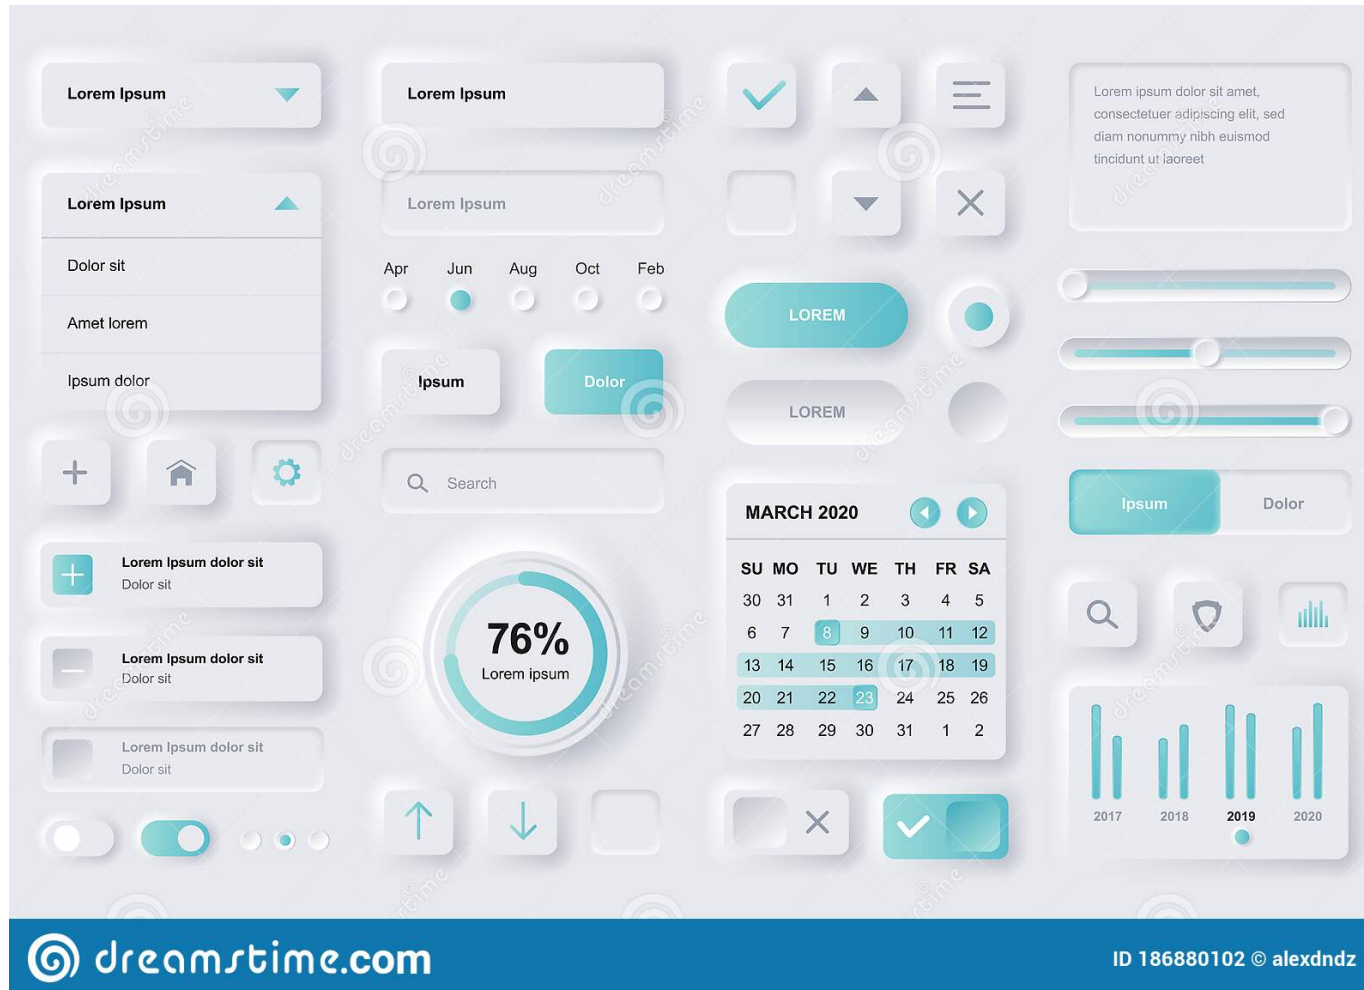 Lorem Ipsum
Lorem Ipsum
Dolor sit
Amet lorem
Ipsum dolor
Lorem Ipsum dolor sit
Dolor sit
Lorem Ipsum dolor sit
Dolor sit
Lorem Ipsum dolor sit
Dolor sit
Lorem Ipsum
Lorem Ipsum
Apr Jun Aug Oct Feb
Ipsum Dolor
Search
76%
Lorem ipsum
LOREM
LOREM
MARCH 2020
SU MO TU WE TH FR SA
30 31 1 2 3 4 5
6 7 8 9 10 11 12
13 14 15 16 17 18 19
20 21 22 23 24 25 26
27 28 29 30 31 1 2
Lorem ipsum dolor sit amet,
consectetuer adipiscing elit, sed
diam nonummy nibh euismod
tincidunt ut laoreet
Ipsum Dolor
2017 2018 2019 2020
dreamstime.com
ID 186880102 © alexdndz